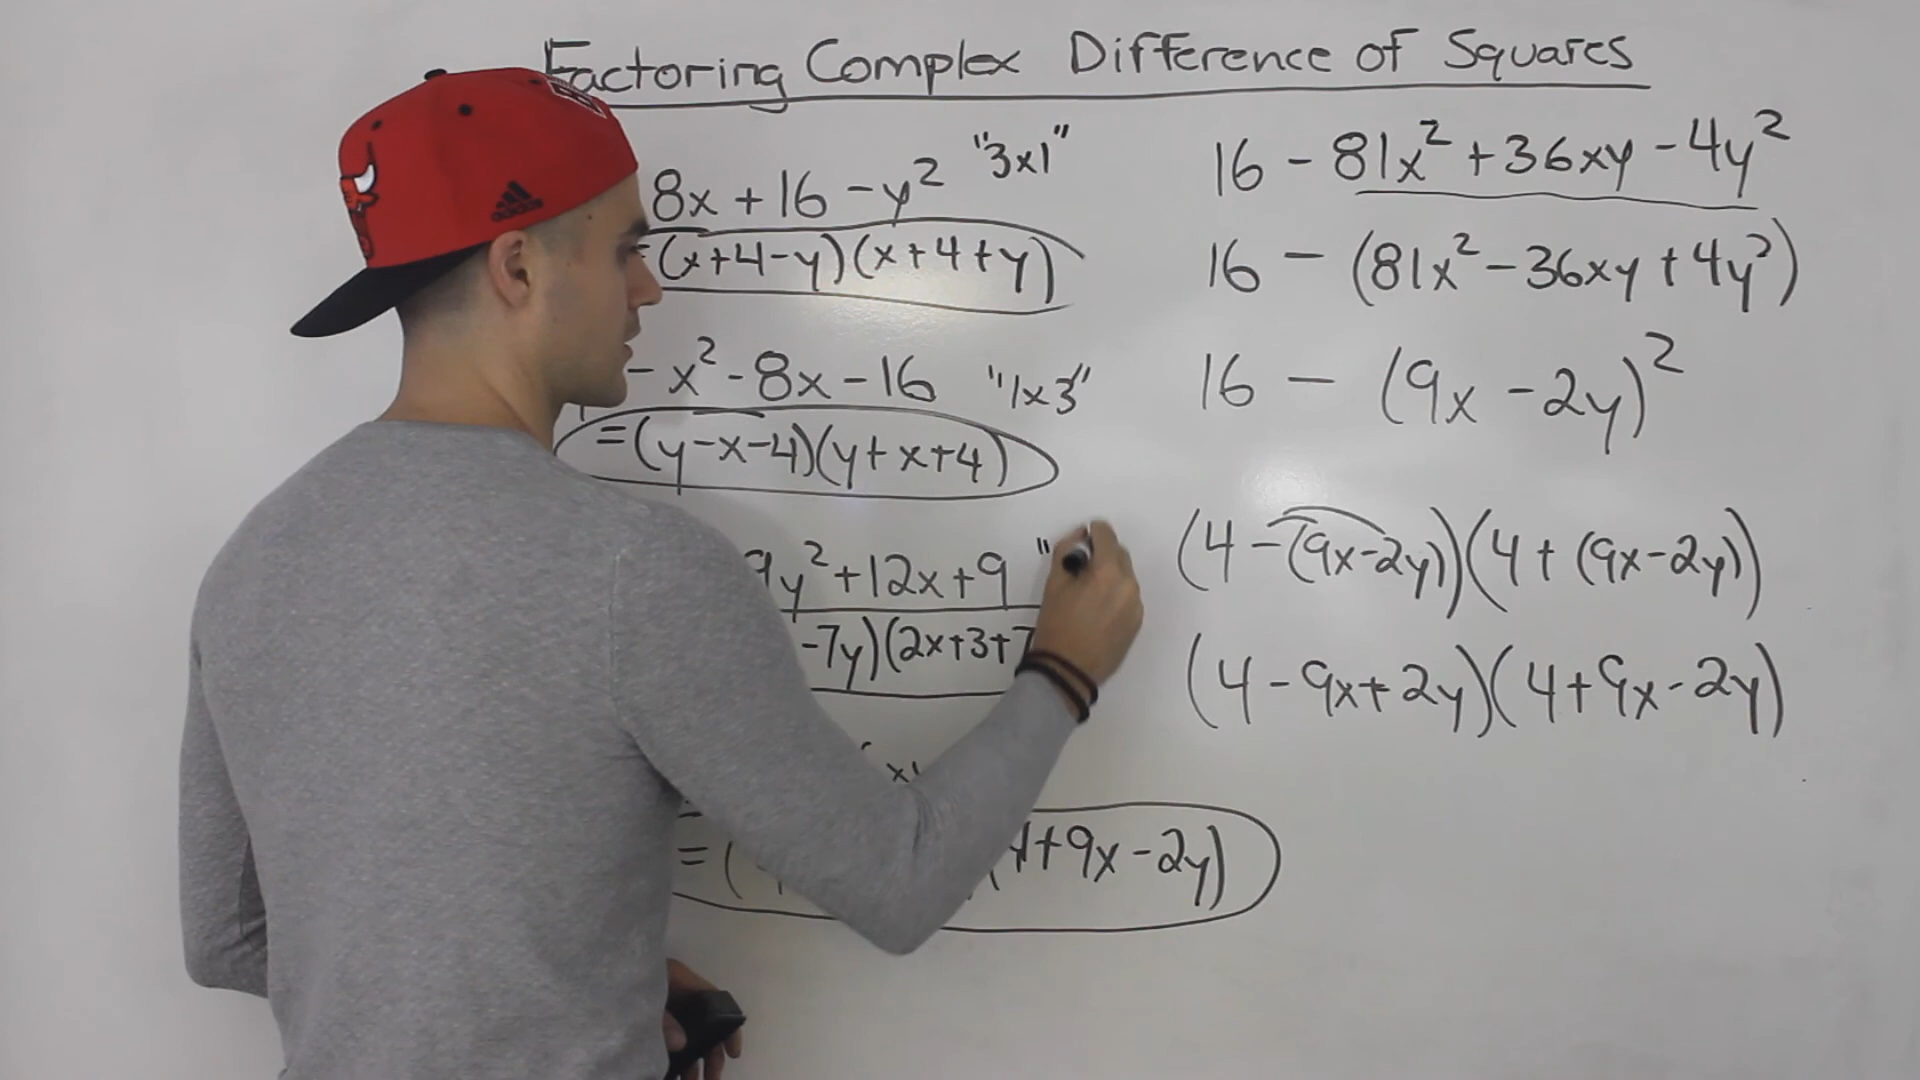 Factoring Complex Difference of Squares
8x + 16 - y² "3x1"
=(x+4-y)(x+4+y)
- x² - 8x - 16 "1x3"
=(y-x-4)(y+x+4)
9y² + 12x + 9 "
-7y)(2x+3+7
=
= ( +9x-2y)
16 - 81x² + 36xy - 4y²
16 - (81x² - 36xy + 4y²)
16 - (9x - 2y)²
(4 - (9x-2y))(4 + (9x-2y))
(4 - 9x + 2y)(4 + 9x - 2y)
adidas